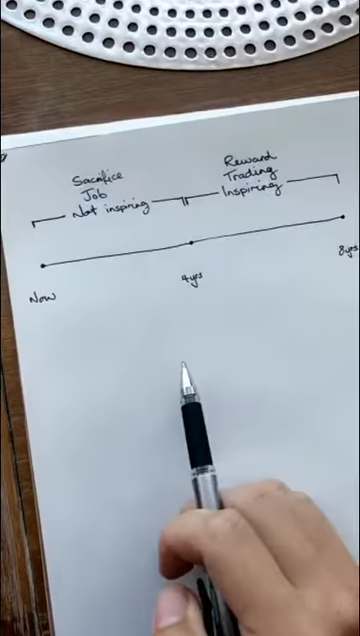 Sacrifice
Job
Not inspiring
Reward
Trading
Inspiring
Now
4yrs
8yrs